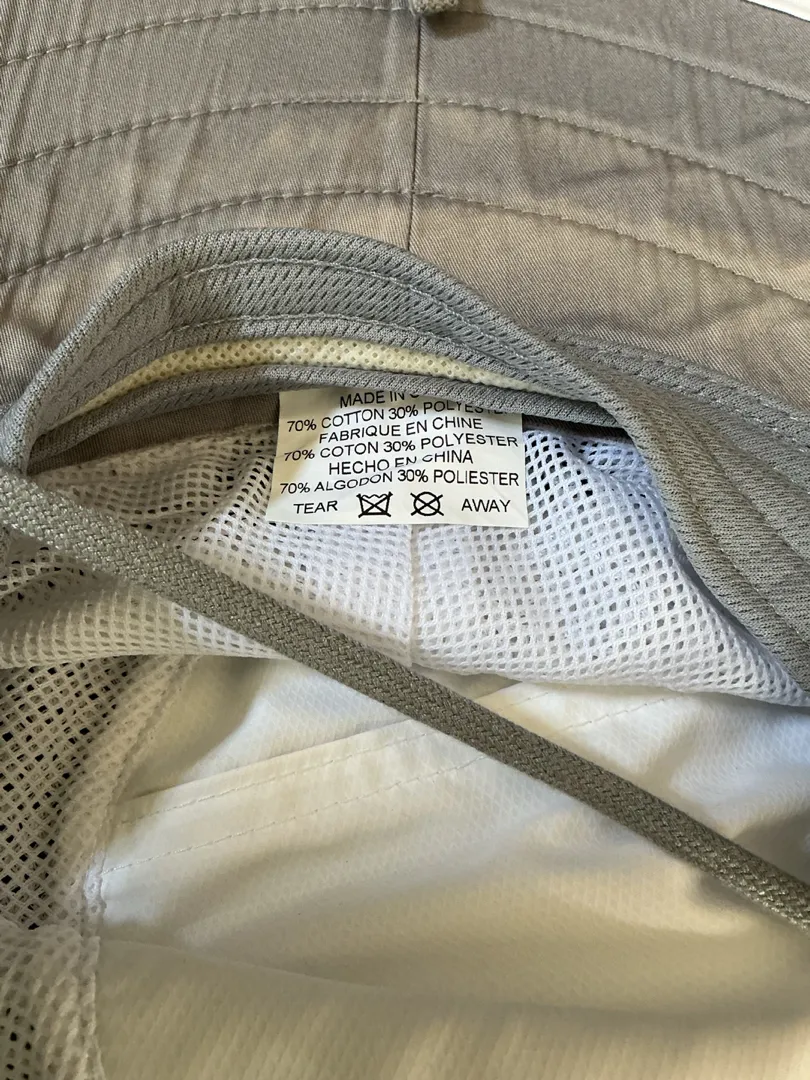 MADE IN
70% COTTON 30% POLYESTE
FABRIQUE EN CHINE
70% COTON 30% POLYESTER
HECHO EN CHINA
70% ALGODON 30% POLIESTER
TEAR AWAY